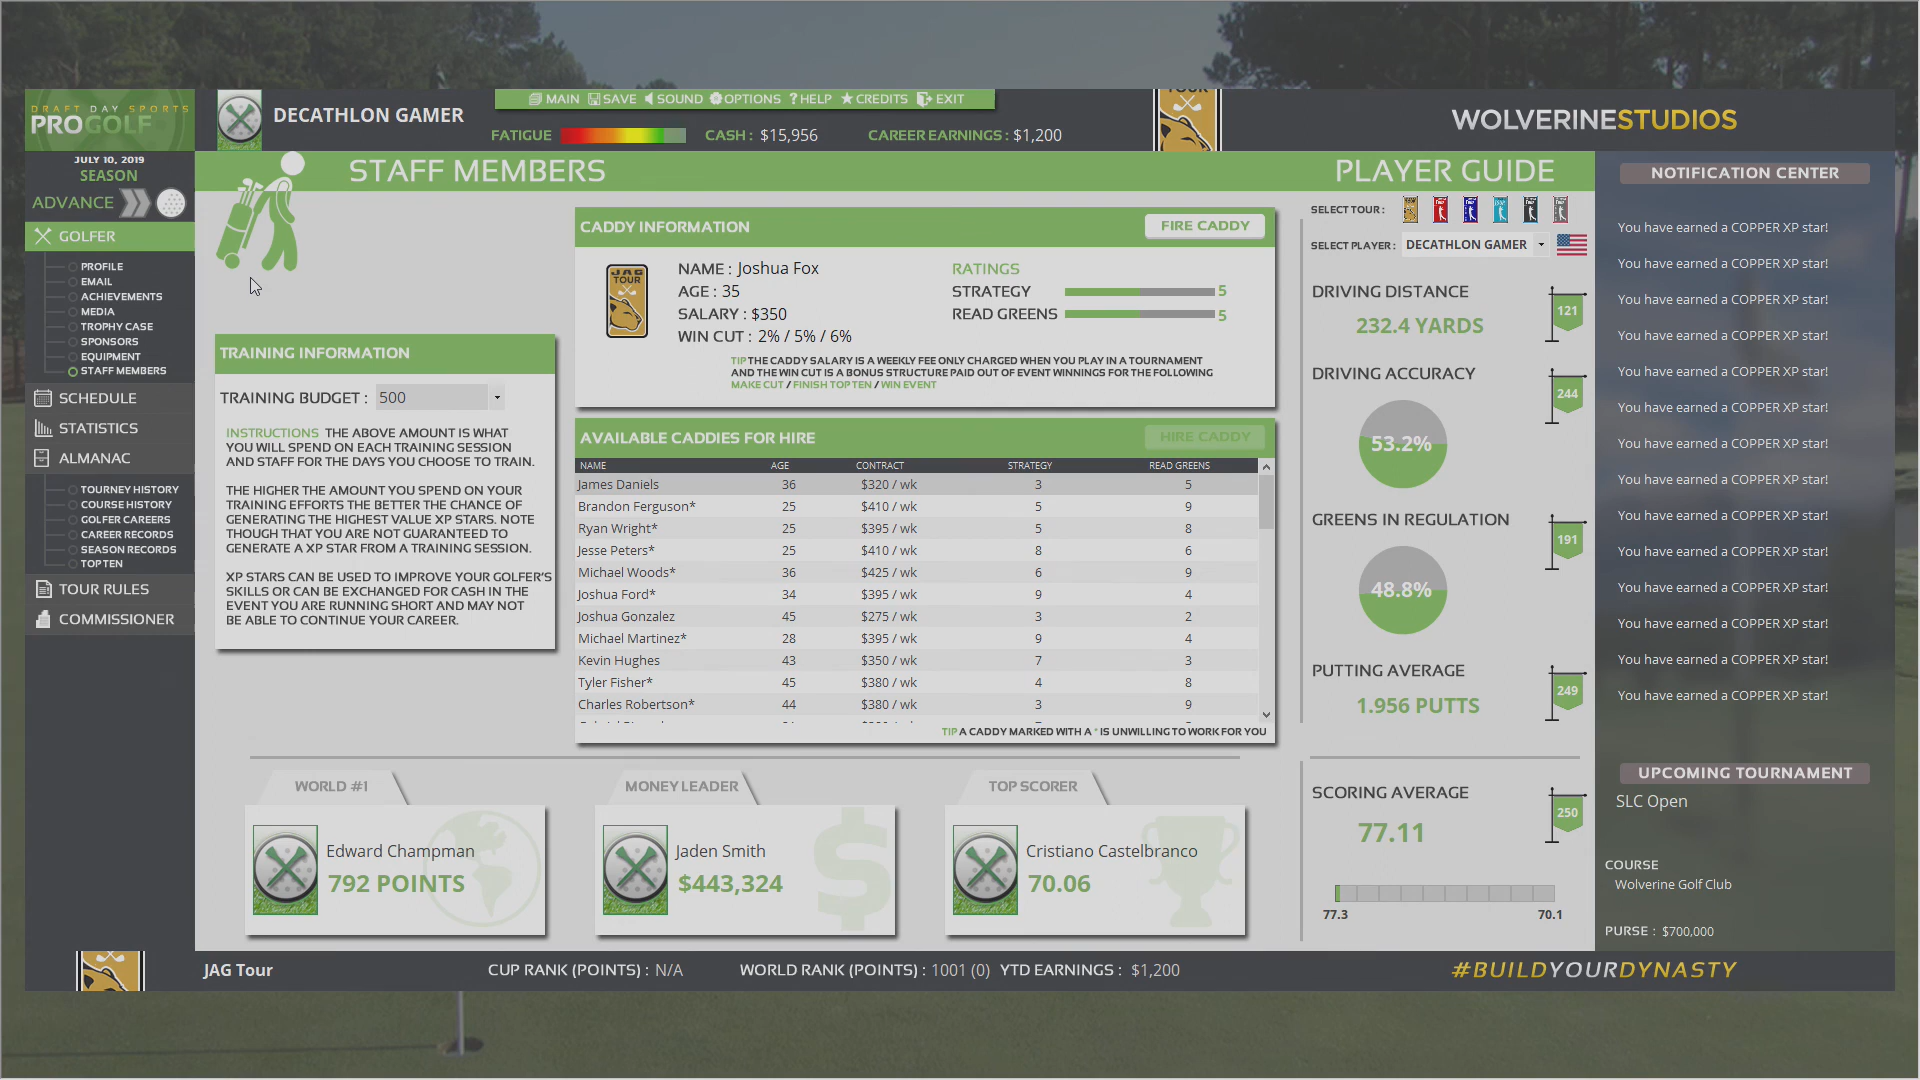 DRAFT DAY SPORTS
PROGOLF
DECATHLON GAMER
MAIN SAVE SOUND OPTIONS HELP CREDITS EXIT
FATIGUE CASH : $15,956 CAREER EARNINGS : $1,200
TOUR
WOLVERINESTUDIOS
JULY 10, 2019
SEASON
ADVANCE
GOLFER
PROFILE
EMAIL
ACHIEVEMENTS
MEDIA
TROPHY CASE
SPONSORS
EQUIPMENT
STAFF MEMBERS
SCHEDULE
STATISTICS
ALMANAC
TOURNEY HISTORY
COURSE HISTORY
GOLFER CAREERS
CAREER RECORDS
SEASON RECORDS
TOP TEN
TOUR RULES
COMMISSIONER
STAFF MEMBERS
TRAINING INFORMATION
TRAINING BUDGET : 500
INSTRUCTIONS THE ABOVE AMOUNT IS WHAT
YOU WILL SPEND ON EACH TRAINING SESSION
AND STAFF FOR THE DAYS YOU CHOOSE TO TRAIN.
THE HIGHER THE AMOUNT YOU SPEND ON YOUR
TRAINING EFFORTS THE BETTER THE CHANCE OF
GENERATING THE HIGHEST VALUE XP STARS. NOTE
THOUGH THAT YOU ARE NOT GUARANTEED TO
GENERATE A XP STAR FROM A TRAINING SESSION.
XP STARS CAN BE USED TO IMPROVE YOUR GOLFER'S
SKILLS OR CAN BE EXCHANGED FOR CASH IN THE
EVENT YOU ARE RUNNING SHORT AND MAY NOT
BE ABLE TO CONTINUE YOUR CAREER.
CADDY INFORMATION FIRE CADDY
JAG
TOUR
NAME : Joshua Fox
AGE : 35
SALARY : $350
WIN CUT : 2% / 5% / 6%
RATINGS
STRATEGY 5
READ GREENS 5
TIP THE CADDY SALARY IS A WEEKLY FEE ONLY CHARGED WHEN YOU PLAY IN A TOURNAMENT
AND THE WIN CUT IS A BONUS STRUCTURE PAID OUT OF EVENT WINNINGS FOR THE FOLLOWING
MAKE CUT / FINISH TOP TEN / WIN EVENT
AVAILABLE CADDIES FOR HIRE HIRE CADDY
NAME AGE CONTRACT STRATEGY READ GREENS
James Daniels 36 $320 / wk 3 5
Brandon Ferguson* 25 $410 / wk 5 9
Ryan Wright* 25 $395 / wk 5 8
Jesse Peters* 25 $410 / wk 8 6
Michael Woods* 36 $425 / wk 6 9
Joshua Ford* 34 $395 / wk 9 4
Joshua Gonzalez 45 $275 / wk 3 2
Michael Martinez* 28 $395 / wk 9 4
Kevin Hughes 43 $350 / wk 7 3
Tyler Fisher* 45 $380 / wk 4 8
Charles Robertson* 44 $380 / wk 3 9
TIP A CADDY MARKED WITH A * IS UNWILLING TO WORK FOR YOU
WORLD #1
Edward Champman
792 POINTS
MONEY LEADER
Jaden Smith
$443,324
TOP SCORER
Cristiano Castelbranco
70.06
PLAYER GUIDE
SELECT TOUR :
SELECT PLAYER : DECATHLON GAMER
DRIVING DISTANCE
232.4 YARDS
121
DRIVING ACCURACY
53.2%
244
GREENS IN REGULATION
48.8%
191
PUTTING AVERAGE
1.956 PUTTS
249
SCORING AVERAGE
77.11
250
77.3 70.1
NOTIFICATION CENTER
You have earned a COPPER XP star!
You have earned a COPPER XP star!
You have earned a COPPER XP star!
You have earned a COPPER XP star!
You have earned a COPPER XP star!
You have earned a COPPER XP star!
You have earned a COPPER XP star!
You have earned a COPPER XP star!
You have earned a COPPER XP star!
You have earned a COPPER XP star!
You have earned a COPPER XP star!
You have earned a COPPER XP star!
You have earned a COPPER XP star!
You have earned a COPPER XP star!
UPCOMING TOURNAMENT
SLC Open
COURSE
Wolverine Golf Club
PURSE : $700,000
JAG Tour
CUP RANK (POINTS) : N/A
WORLD RANK (POINTS) : 1001 (0)
YTD EARNINGS : $1,200
#BUILDYOURDYNASTY